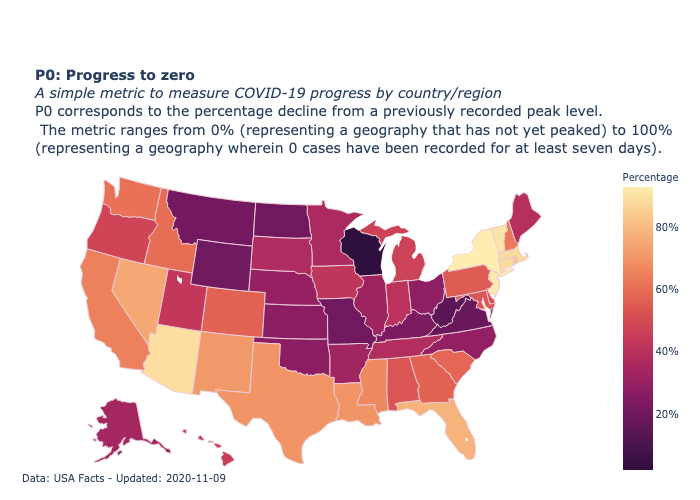 P0: Progress to zero
A simple metric to measure COVID-19 progress by country/region
P0 corresponds to the percentage decline from a previously recorded peak level.
The metric ranges from 0% (representing a geography that has not yet peaked) to 100%
(representing a geography wherein 0 cases have been recorded for at least seven days).
Percentage
80%
60%
40%
20%
Data: USA Facts - Updated: 2020-11-09